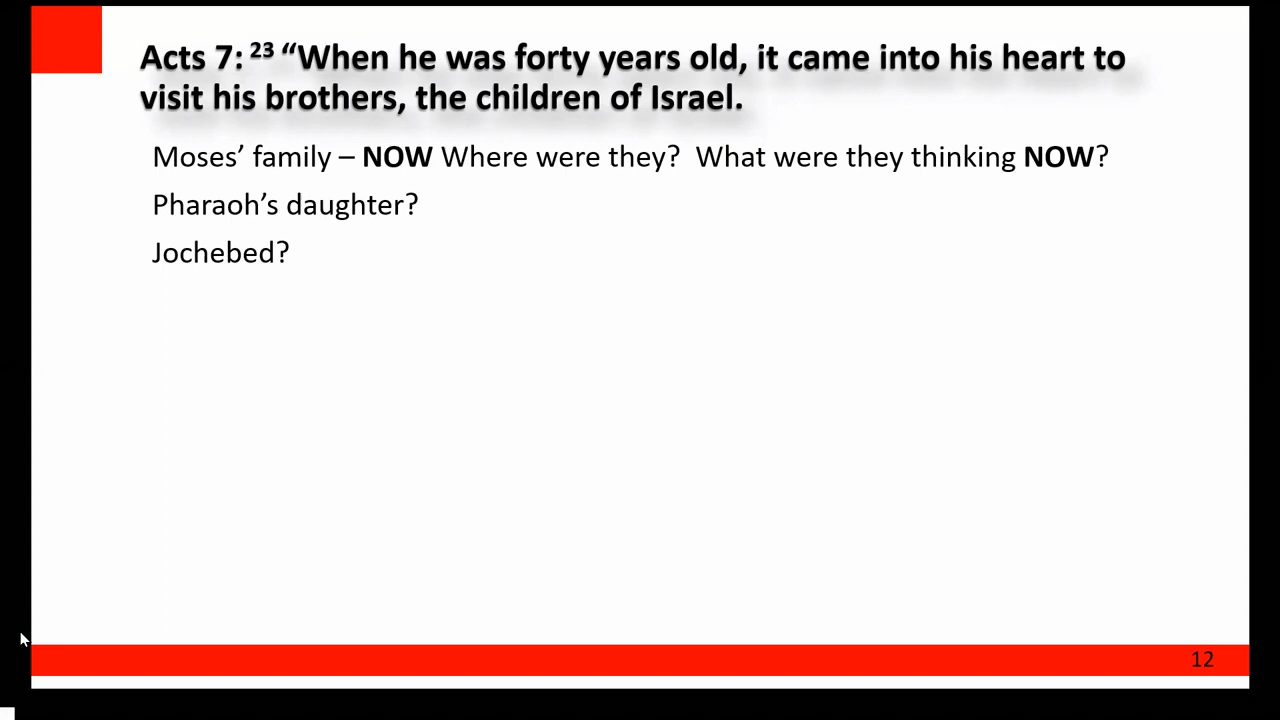 Acts 7: 23 “When he was forty years old, it came into his heart to
visit his brothers, the children of Israel.
Moses’ family – NOW Where were they?  What were they thinking NOW?
Pharaoh’s daughter?
Jochebed?
12